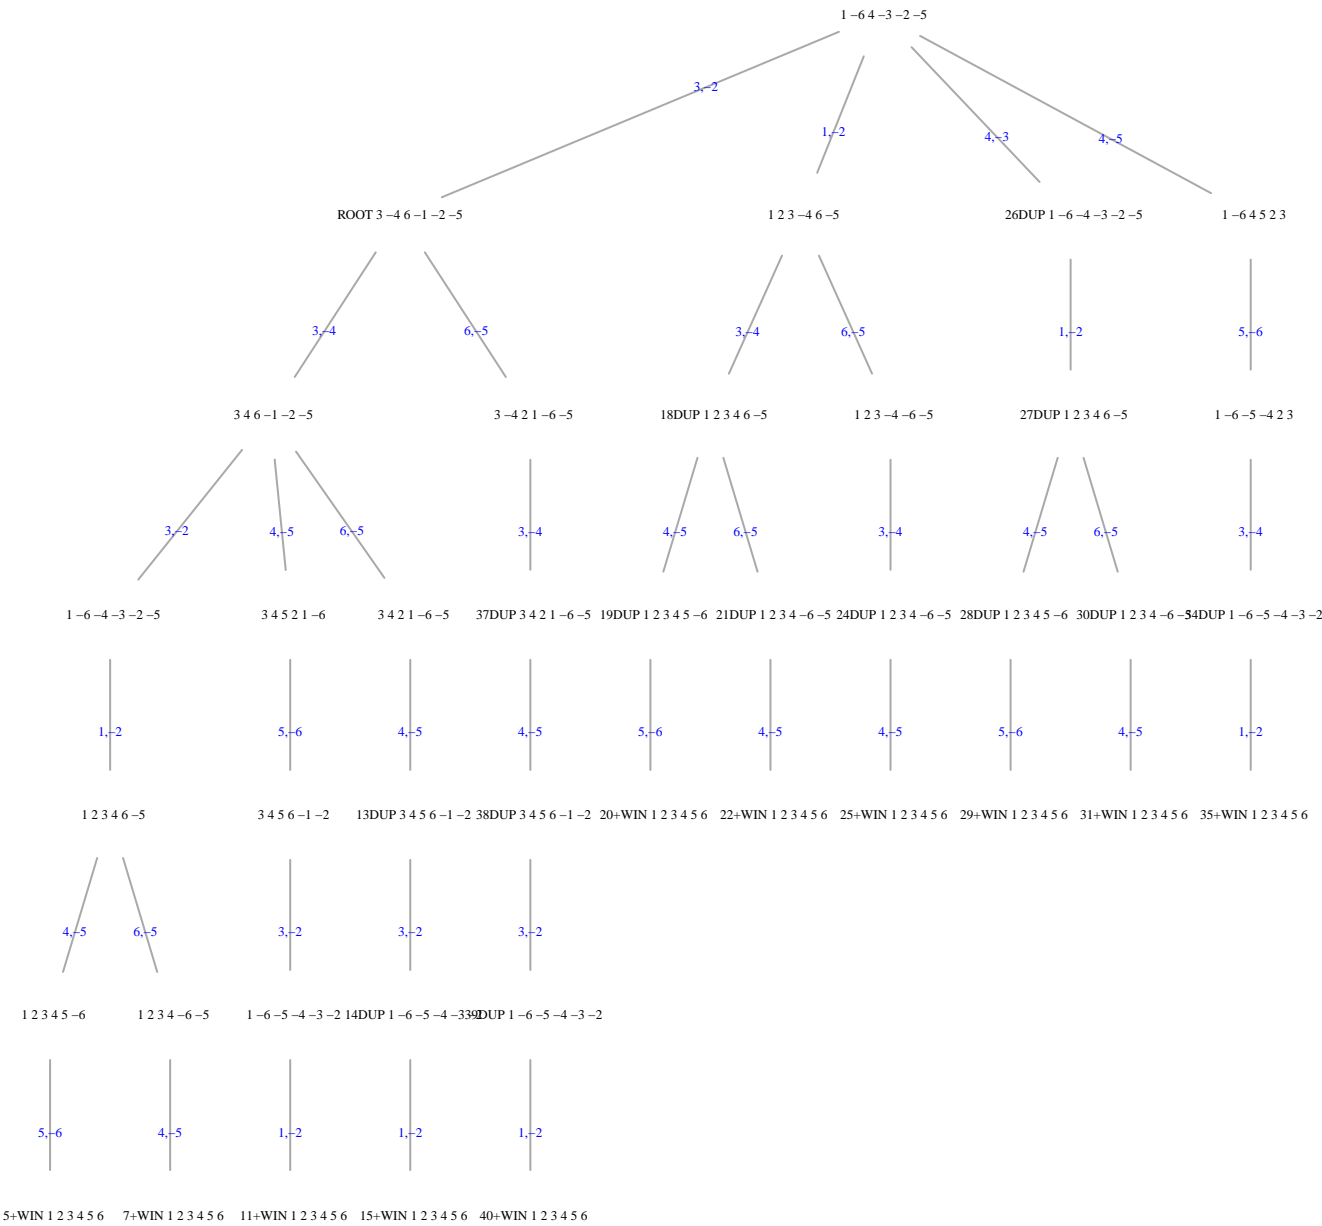 1 −6 4 −3 −2 −5
3,−2
1,−2
4,−3
4,−5
ROOT 3 −4 6 −1 −2 −5
1 2 3 −4 6 −5
26DUP 1 −6 −4 −3 −2 −5
1 −6 4 5 2 3
3,−4
6,−5
3,−4
6,−5
1,−2
5,−6
3 4 6 −1 −2 −5
3 −4 2 1 −6 −5
18DUP 1 2 3 4 6 −5
1 2 3 −4 −6 −5
27DUP 1 2 3 4 6 −5
1 −6 −5 −4 2 3
3,−2
4,−5
6,−5
3,−4
4,−5
6,−5
3,−4
4,−5
6,−5
3,−4
1 −6 −4 −3 −2 −5
3 4 5 2 1 −6
3 4 2 1 −6 −5
37DUP 3 4 2 1 −6 −5
19DUP 1 2 3 4 5 −6
21DUP 1 2 3 4 −6 −5
24DUP 1 2 3 4 −6 −5
28DUP 1 2 3 4 5 −6
30DUP 1 2 3 4 −6 −5
34DUP 1 −6 −5 −4 −3 −2
1,−2
5,−6
4,−5
4,−5
5,−6
4,−5
4,−5
5,−6
4,−5
1,−2
1 2 3 4 6 −5
3 4 5 6 −1 −2
13DUP 3 4 5 6 −1 −2
38DUP 3 4 5 6 −1 −2
20+WIN 1 2 3 4 5 6
22+WIN 1 2 3 4 5 6
25+WIN 1 2 3 4 5 6
29+WIN 1 2 3 4 5 6
31+WIN 1 2 3 4 5 6
35+WIN 1 2 3 4 5 6
4,−5
6,−5
3,−2
3,−2
3,−2
1 2 3 4 5 −6
1 2 3 4 −6 −5
1 −6 −5 −4 −3 −2
14DUP 1 −6 −5 −4 −3 −2
39DUP 1 −6 −5 −4 −3 −2
5,−6
4,−5
1,−2
1,−2
1,−2
5+WIN 1 2 3 4 5 6
7+WIN 1 2 3 4 5 6
11+WIN 1 2 3 4 5 6
15+WIN 1 2 3 4 5 6
40+WIN 1 2 3 4 5 6